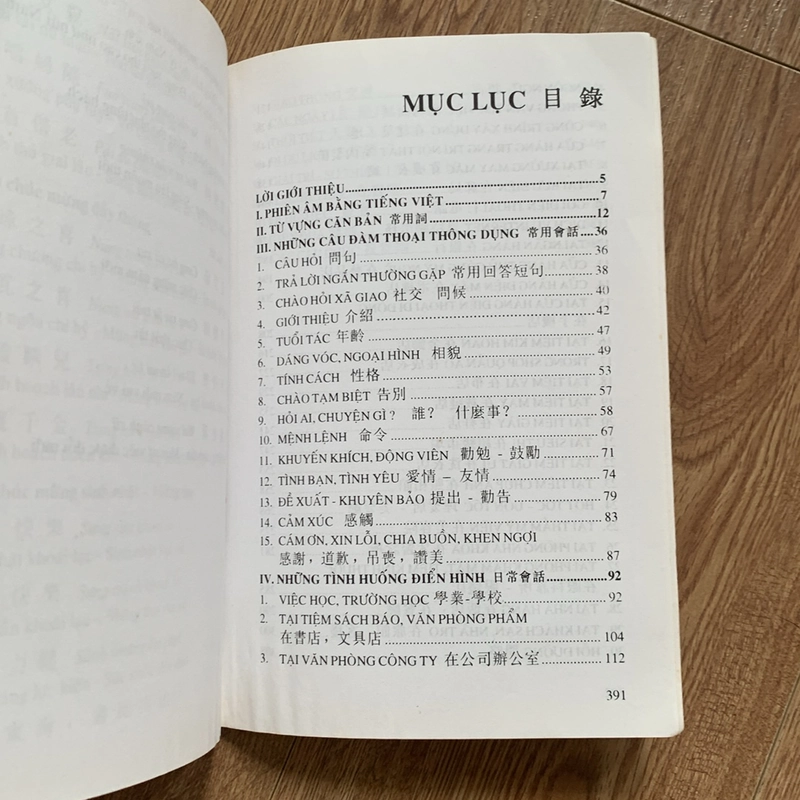 MỤC LỤC 目 錄
LỜI GIỚI THIỆU.....5
I. PHIÊN ÂM BẰNG TIẾNG VIỆT.....7
II. TỪ VỰNG CĂN BẢN 常用詞.....12
III. NHỮNG CÂU ĐÀM THOẠI THÔNG DỤNG 常用會話.....36
1. CÂU HỎI 問句.....36
2. TRẢ LỜI NGẮN THƯỜNG GẶP 常用回答短句.....38
3. CHÀO HỎI XÃ GIAO 社交 問候.....40
4. GIỚI THIỆU 介紹.....42
5. TUỔI TÁC 年齡.....47
6. DÁNG VÓC, NGOẠI HÌNH 相貌.....49
7. TÍNH CÁCH 性格.....53
8. CHÀO TẠM BIỆT 告別.....57
9. HỎI AI, CHUYỆN GÌ? 誰? 什麼事?.....58
10. MỆNH LỆNH 命令.....67
11. KHUYẾN KHÍCH, ĐỘNG VIÊN 勸勉 - 鼓勵.....71
12. TÌNH BẠN, TÌNH YÊU 愛情 – 友情.....74
13. ĐỀ XUẤT - KHUYÊN BẢO 提出 - 勸告.....79
14. CẢM XÚC 感觸.....83
15. CÁM ƠN, XIN LỖI, CHIA BUỒN, KHEN NGỢI
感謝，道歉，吊喪，讚美.....87
IV. NHỮNG TÌNH HUỐNG ĐIỂN HÌNH 日常會話.....92
1. VIỆC HỌC, TRƯỜNG HỌC 學業-學校.....92
2. TẠI TIỆM SÁCH BÁO, VĂN PHÒNG PHẨM
在書店，文具店.....104
3. TẠI VĂN PHÒNG CÔNG TY 在公司辦公室.....112
391